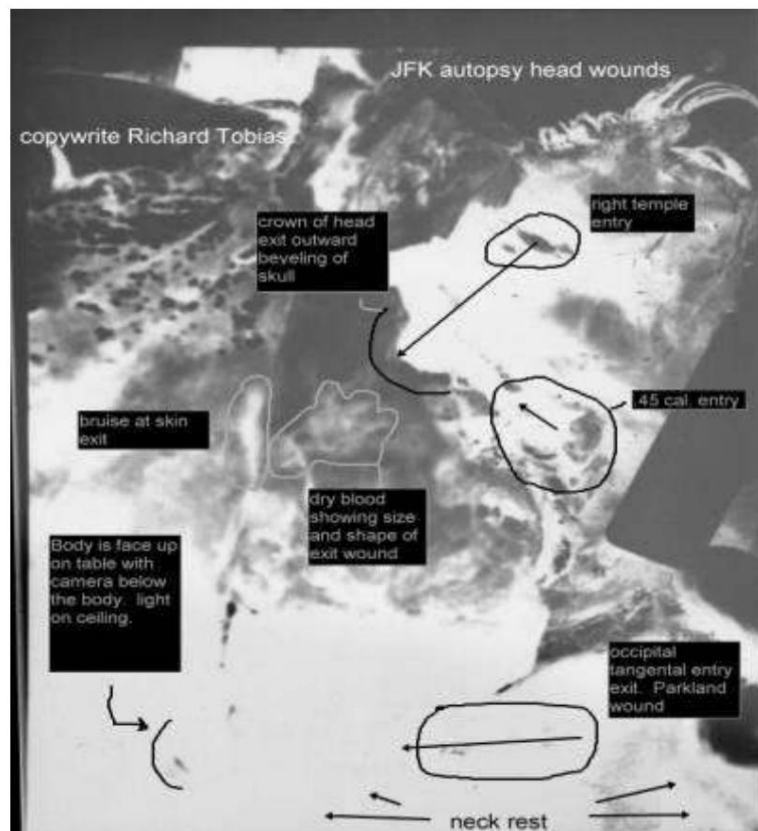 JFK autopsy head wounds
copywrite Richard Tobias.
right temple
entry
crown of head
exit outward
beveling of
skull
.45 cal. entry
bruise at skin
exit
dry blood
showing size
and shape of
exit wound
Body is face up
on table with
camera below
the body. light
on ceiling.
occipital
tangental entry
exit. Parkland
wound
neck rest